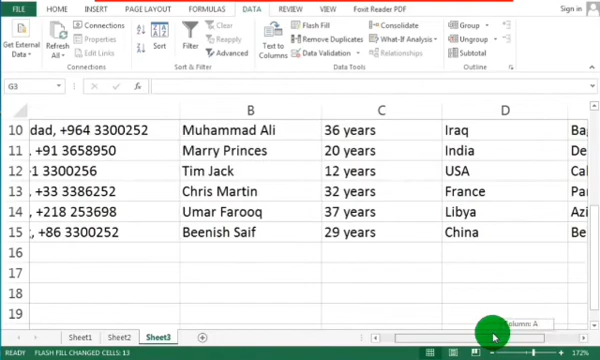 FILE HOME INSERT PAGE LAYOUT FORMULAS DATA REVIEW VIEW Foxit Reader PDF Sign in
Get External Data
Refresh All
Connections
Properties
Edit Links
Connections
Sort
Filter
Clear
Reapply
Advanced
Sort & Filter
Text to Columns
Flash Fill
Remove Duplicates
Data Validation
Consolidate
What-If Analysis
Relationships
Data Tools
Group
Ungroup
Subtotal
Outline
G3
B C D
10 dad, +964 3300252 Muhammad Ali 36 years Iraq Ba
11 , +91 3658950 Marry Princes 20 years India De
12 1 3300256 Tim Jack 12 years USA Cal
13 , +33 3386252 Chris Martin 32 years France Par
14 , +218 253698 Umar Farooq 37 years Libya Azi
15 , +86 3300252 Beenish Saif 29 years China Be
16
17
18
19
Column: A
Sheet1 Sheet2 Sheet3
READY FLASH FILL CHANGED CELLS: 13 172%